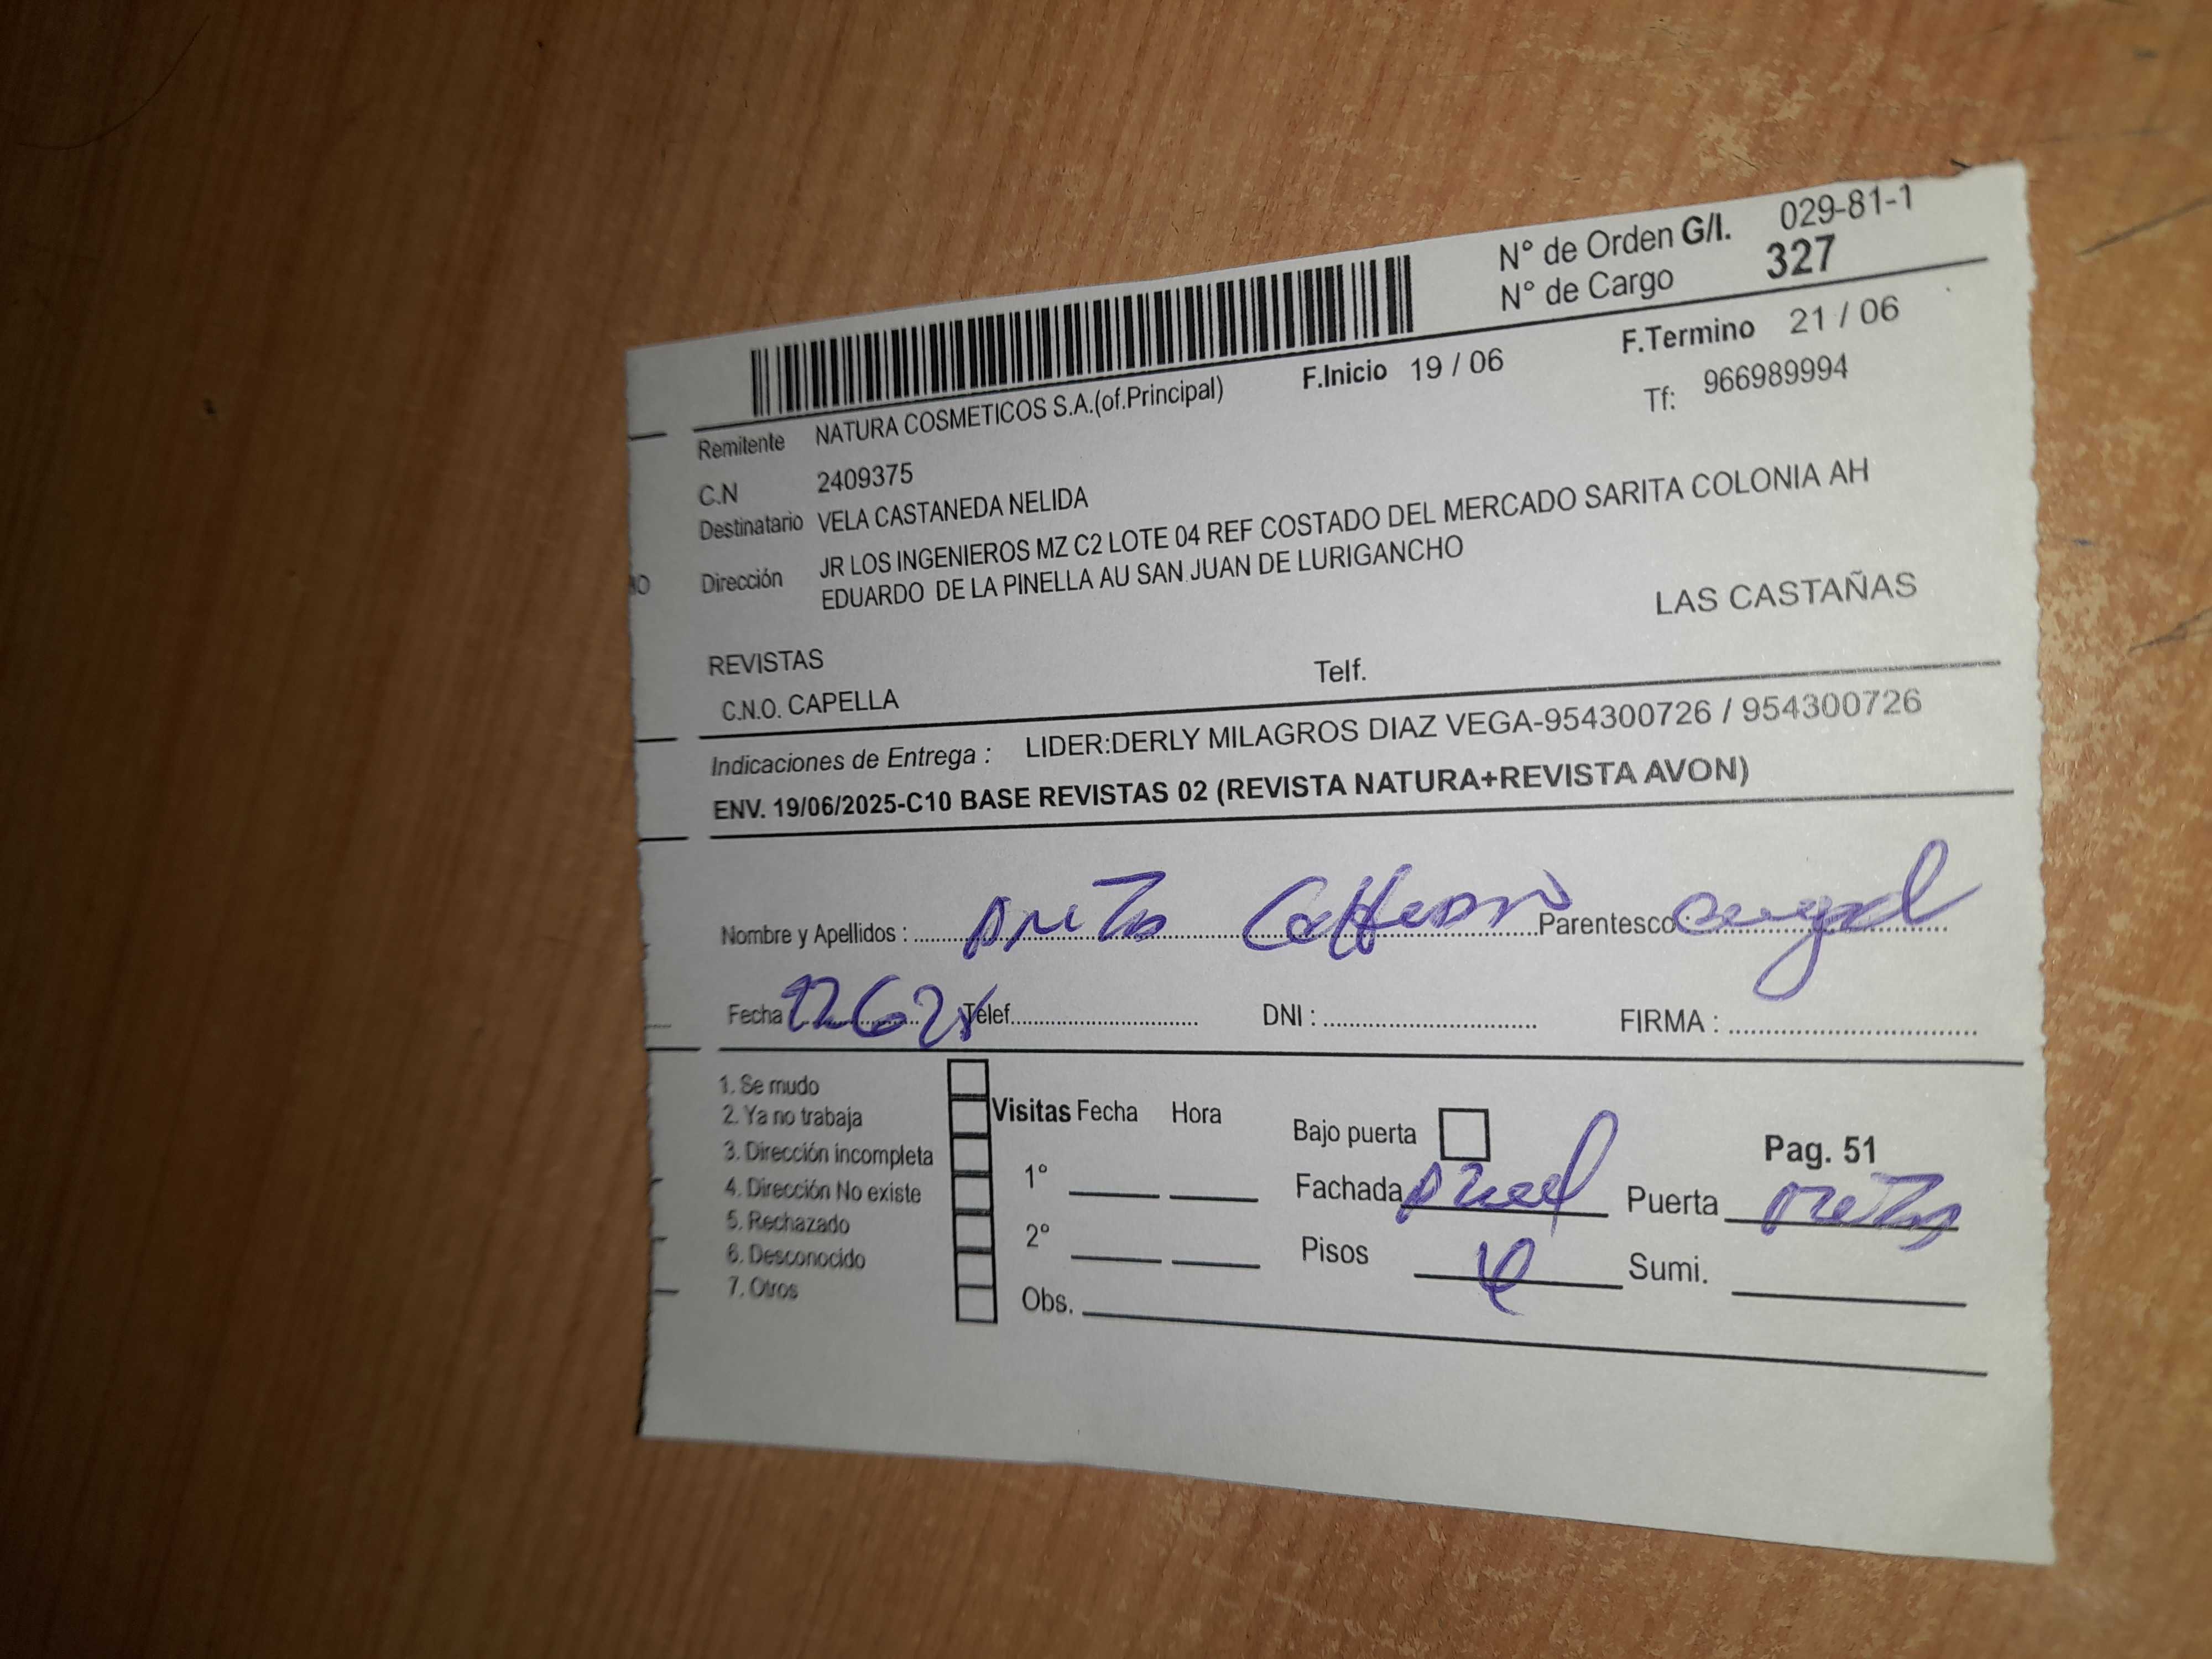 N° de Orden G/I. 029-81-1
N° de Cargo 327
F.Inicio 19 / 06 F.Termino 21 / 06
Remitente NATURA COSMETICOS S.A.(of.Principal) Tf: 966989994
C.N 2409375
Destinatario VELA CASTANEDA NELIDA
Dirección JR LOS INGENIEROS MZ C2 LOTE 04 REF COSTADO DEL MERCADO SARITA COLONIA AH
EDUARDO DE LA PINELLA AU SAN JUAN DE LURIGANCHO
LAS CASTAÑAS
REVISTAS
C.N.O. CAPELLA Telf.
Indicaciones de Entrega : LIDER:DERLY MILAGROS DIAZ VEGA-954300726 / 954300726
ENV. 19/06/2025-C10 BASE REVISTAS 02 (REVISTA NATURA+REVISTA AVON)
Nombre y Apellidos : Parentesco
Fecha Telef. DNI : FIRMA :
1. Se mudo
2. Ya no trabaja
3. Dirección incompleta
4. Dirección No existe
5. Rechazado
6. Desconocido
7. Otros
Visitas Fecha Hora
1°
2°
Obs.
Bajo puerta Pag. 51
Fachada Puerta
Pisos 4 Sumi.